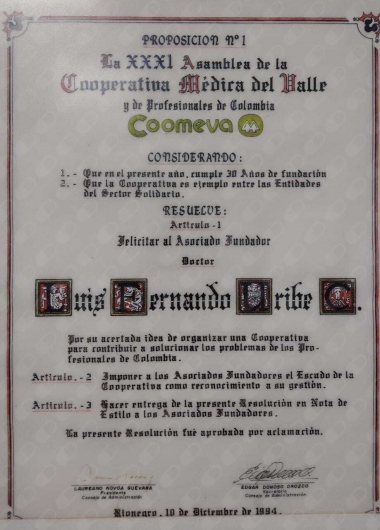 PROPOSICION Nº 1
La XXXI Asamblea de la
Cooperativa Médica del Valle
y de Profesionales de Colombia
Coomeva
CONSIDERANDO:
1.- Que en el presente año, cumple 30 Años de fundación
2.- Que la Cooperativa es ejemplo entre las Entidades
del Sector Solidario.
RESUELVE:
Artículo -1
Felicitar al Asociado Fundador
Doctor
Luis Fernando Uribe O.
Por su acertada idea de organizar una Cooperativa
para contribuir a solucionar los problemas de los Pro-
fesionales de Colombia.
Artículo.- 2 Imponer a los Asociados Fundadores el Escudo de la
Cooperativa como reconocimiento a su gestión.
Artículo.- 3 Hacer entrega de la presente Resolución en Nota de
Estilo a los Asociados Fundadores.
La presente Resolución fué aprobada por aclamación.
LAUREANO NOVOA GUEVARA
Presidente
Consejo de Administración
EDGAR DONOSO OROZCO
Secretario
Consejo de Administración
Rionegro, 10 de Diciembre de 1994.